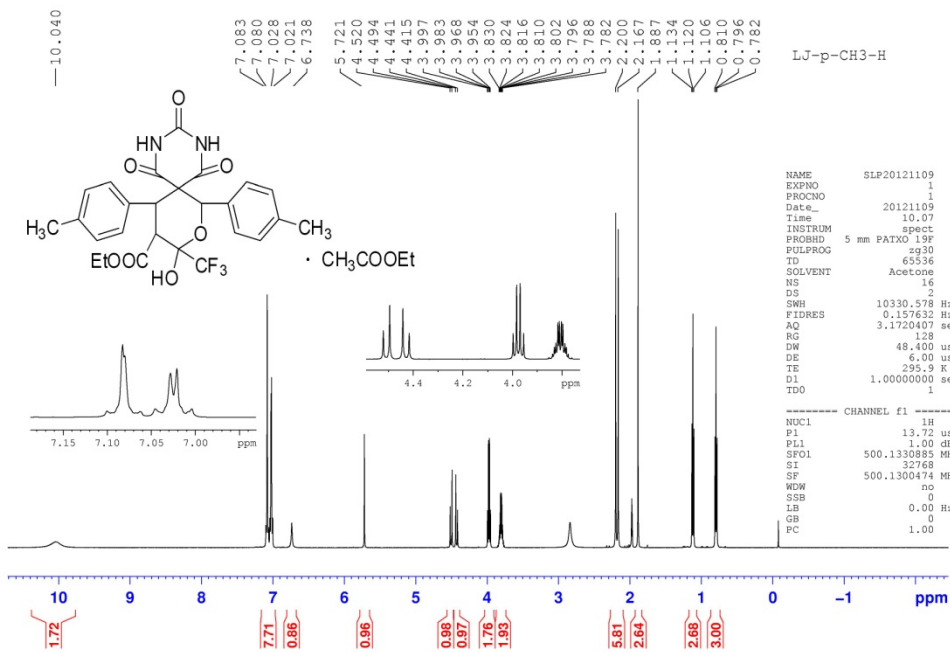 10.040
7.083
7.080
7.028
7.021
6.738
5.721
4.520
4.494
4.441
4.415
3.997
3.983
3.968
3.954
3.830
3.824
3.816
3.810
3.802
3.796
3.788
3.782
2.200
2.167
1.887
1.134
1.120
1.106
0.810
0.796
0.782
LJ-p-CH3-H
O
HN NH
O O
H₃C CH₃
O
EtOOC CF₃
HO
· CH₃COOEt
7.15 7.10 7.05 7.00 ppm
4.4 4.2 4.0 ppm
NAME SLP20121109
EXPNO 1
PROCNO 1
Date_ 20121109
Time 10.07
INSTRUM spect
PROBHD 5 mm PATXO 19F
PULPROG zg30
TD 65536
SOLVENT Acetone
NS 16
DS 2
SWH 10330.578 Hz
FIDRES 0.157632 Hz
AQ 3.1720407 se
RG 128
DW 48.400 us
DE 6.00 us
TE 295.9 K
D1 1.00000000 se
TD0 1
======== CHANNEL f1 ======
NUC1 1H
P1 13.72 us
PL1 1.00 dB
SFO1 500.1330885 MH
SI 32768
SF 500.1300474 MH
WDW no
SSB 0
LB 0.00 Hz
GB 0
PC 1.00
10 9 8 7 6 5 4 3 2 1 0 −1 ppm
1.72 7.71 0.86 0.96 0.98 0.97 1.76 1.93 5.81 2.64 2.68 3.00